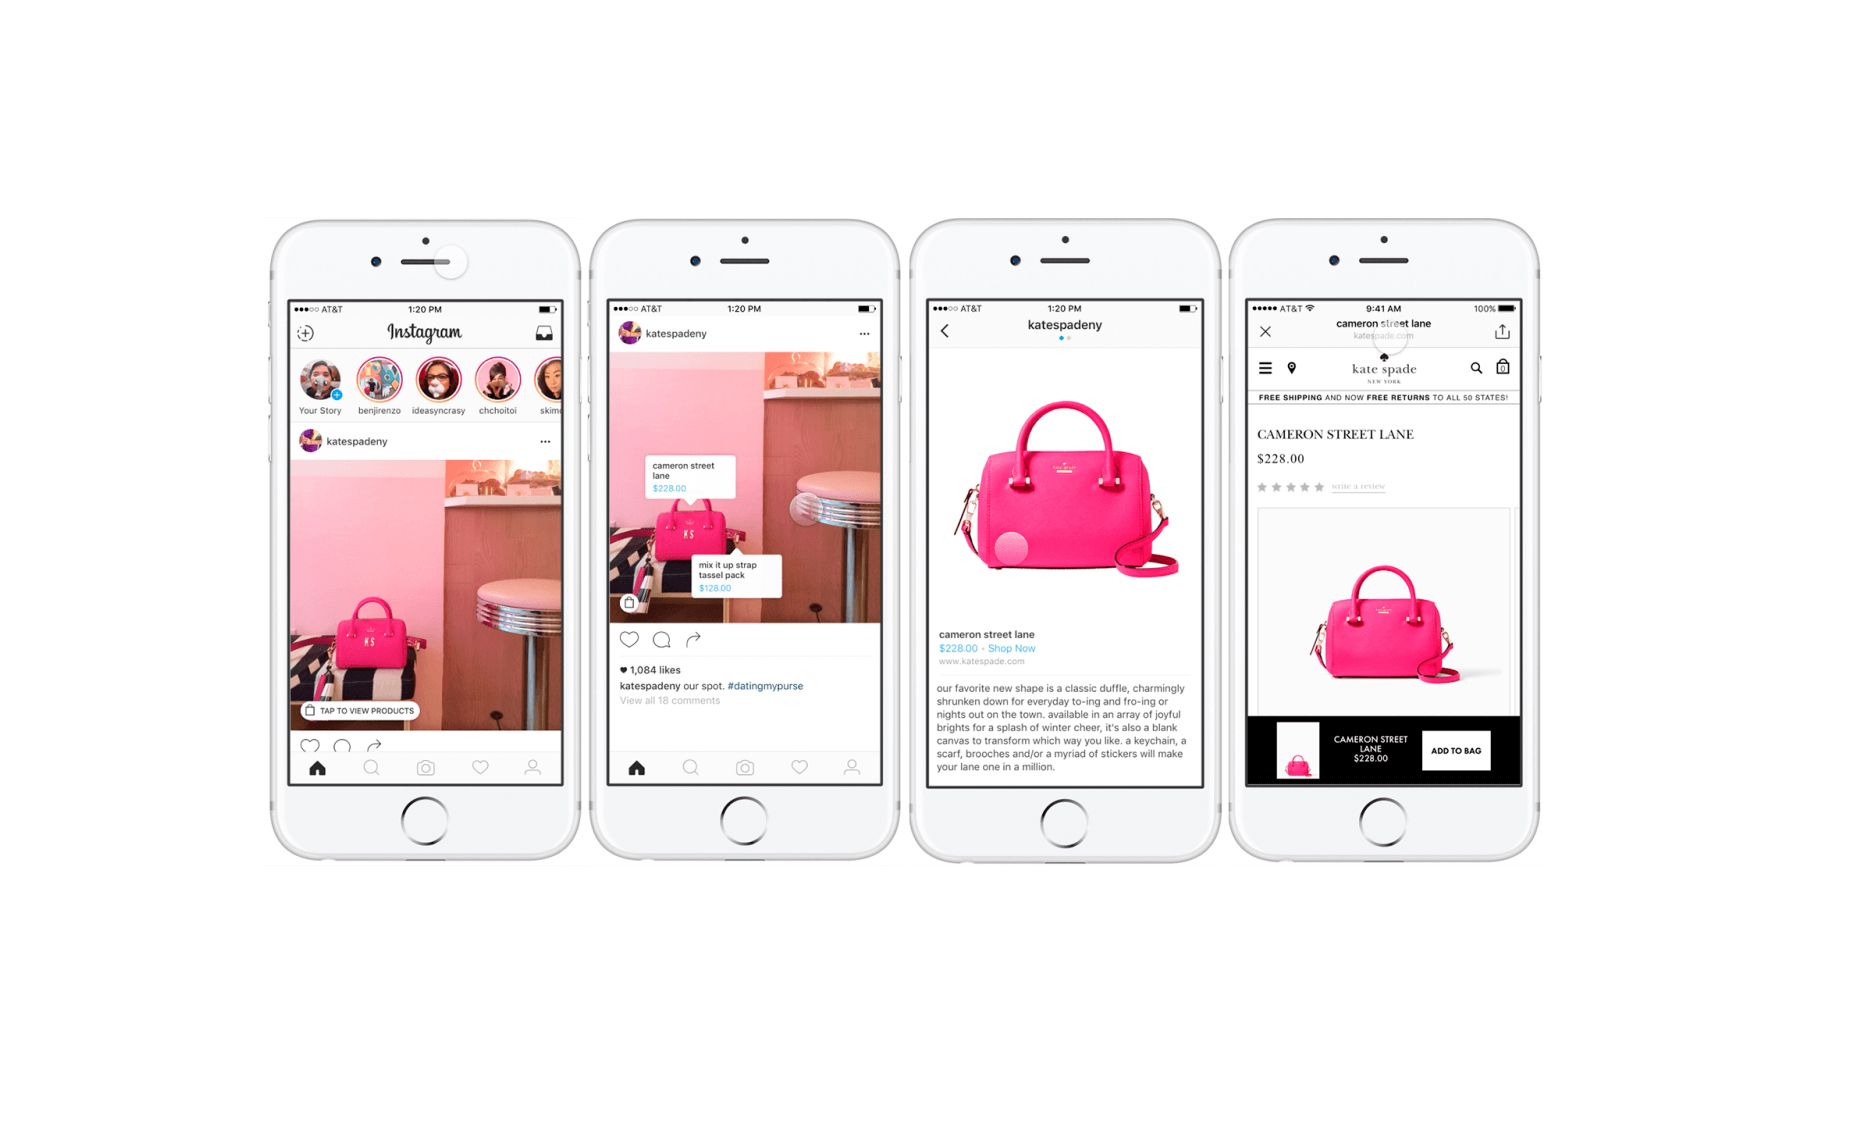 AT&T 1:20 PM
Instagram
Your Story benjirenzo ideasyncrasy chchoitoi skimo
katespadeny
KS
TAP TO VIEW PRODUCTS
AT&T 1:20 PM
katespadeny
cameron street
lane
$228.00
KS
mix it up strap
tassel pack
$128.00
1,084 likes
katespadeny our spot. #datingmypurse
View all 18 comments
AT&T 1:20 PM
katespadeny
cameron street lane
$228.00 · Shop Now
www.katespade.com
our favorite new shape is a classic duffle, charmingly
shrunken down for everyday to-ing and fro-ing or
nights out on the town. available in an array of joyful
brights for a splash of winter cheer, it's also a blank
canvas to transform which way you like. a keychain, a
scarf, brooches and/or a myriad of stickers will make
your lane one in a million.
AT&T 9:41 AM 100%
cameron street lane
katespade.com
kate spade
NEW YORK
0
FREE SHIPPING AND NOW FREE RETURNS TO ALL 50 STATES!
CAMERON STREET LANE
$228.00
write a review
CAMERON STREET
LANE
$228.00
ADD TO BAG